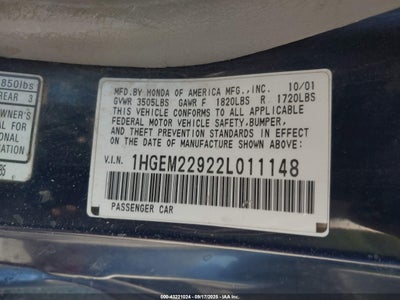 850lbs
REAR 3
OWNER'S
MFD.BY HONDA OF AMERICA MFG.,INC. 10/01
GVWR 3505LBS GAWR F 1820LBS R 1720LBS
THIS VEHICLE CONFORMS TO ALL APPLICABLE
FEDERAL MOTOR VEHICLE SAFETY,BUMPER,
AND THEFT PREVENTION STANDARDS IN EFFECT
ON THE DATE OF MANUFACTURE SHOWN ABOVE.
V.I.N. 1HGEM22922L011148
PASSENGER CAR
000-43221024 - 09/17/2025 - © IAA, Inc.